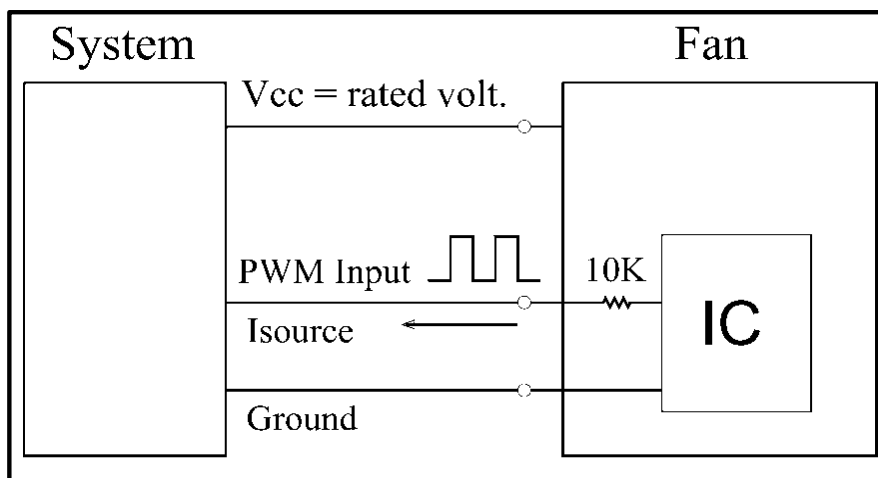 System
Fan
Vcc = rated volt.
PWM Input
10K
IC
Isource
Ground